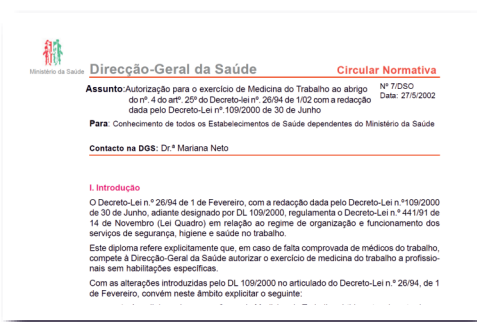 Ministério da Saúde
Direcção-Geral da Saúde
Circular Normativa
Assunto: Autorização para o exercício de Medicina do Trabalho ao abrigo
do nº. 4 do artº. 25º do Decreto-lei nº. 26/94 de 1/02 com a redacção
dada pelo Decreto-Lei nº.109/2000 de 30 de Junho
Nº 7/DSO
Data: 27/5/2002
Para: Conhecimento de todos os Estabelecimentos de Saúde dependentes do Ministério da Saúde
Contacto na DGS: Dr.ª Mariana Neto
I. Introdução
O Decreto-Lei n.º 26/94 de 1 de Fevereiro, com a redacção dada pelo Decreto-Lei n.º109/2000
de 30 de Junho, adiante designado por DL 109/2000, regulamenta o Decreto-Lei n.º 441/91 de
14 de Novembro (Lei Quadro) em relação ao regime de organização e funcionamento dos
serviços de segurança, higiene e saúde no trabalho.
Este diploma refere explicitamente que, em caso de falta comprovada de médicos do trabalho,
compete à Direcção-Geral da Saúde autorizar o exercício de medicina do trabalho a profissio-
nais sem habilitações específicas.
Com as alterações introduzidas pelo DL 109/2000 no articulado do Decreto-Lei n.º 26/94, de 1
de Fevereiro, convém neste âmbito explicitar o seguinte: